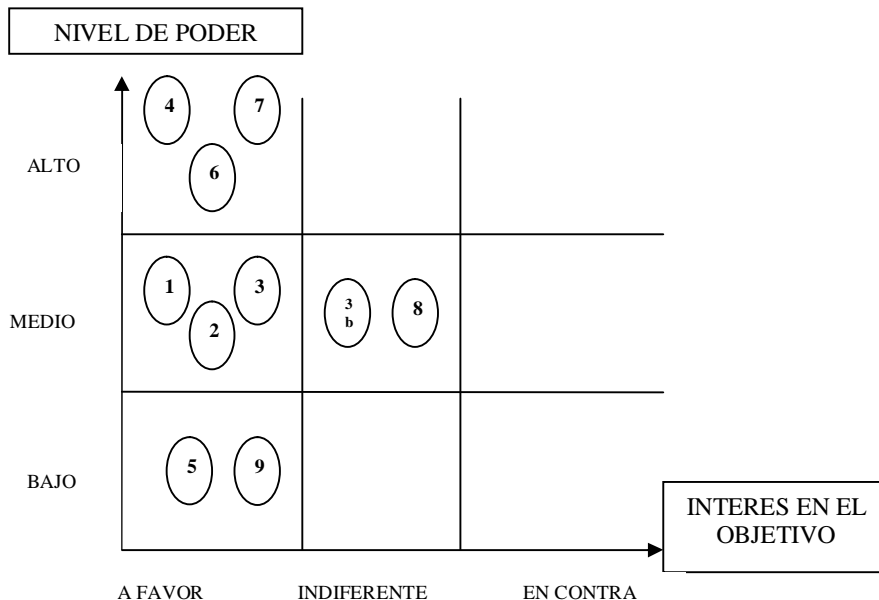 NIVEL DE PODER
4
7
ALTO
6
1
3
3
b
8
MEDIO
2
5
9
BAJO
INTERES EN EL
OBJETIVO
A FAVOR
INDIFERENTE
EN CONTRA